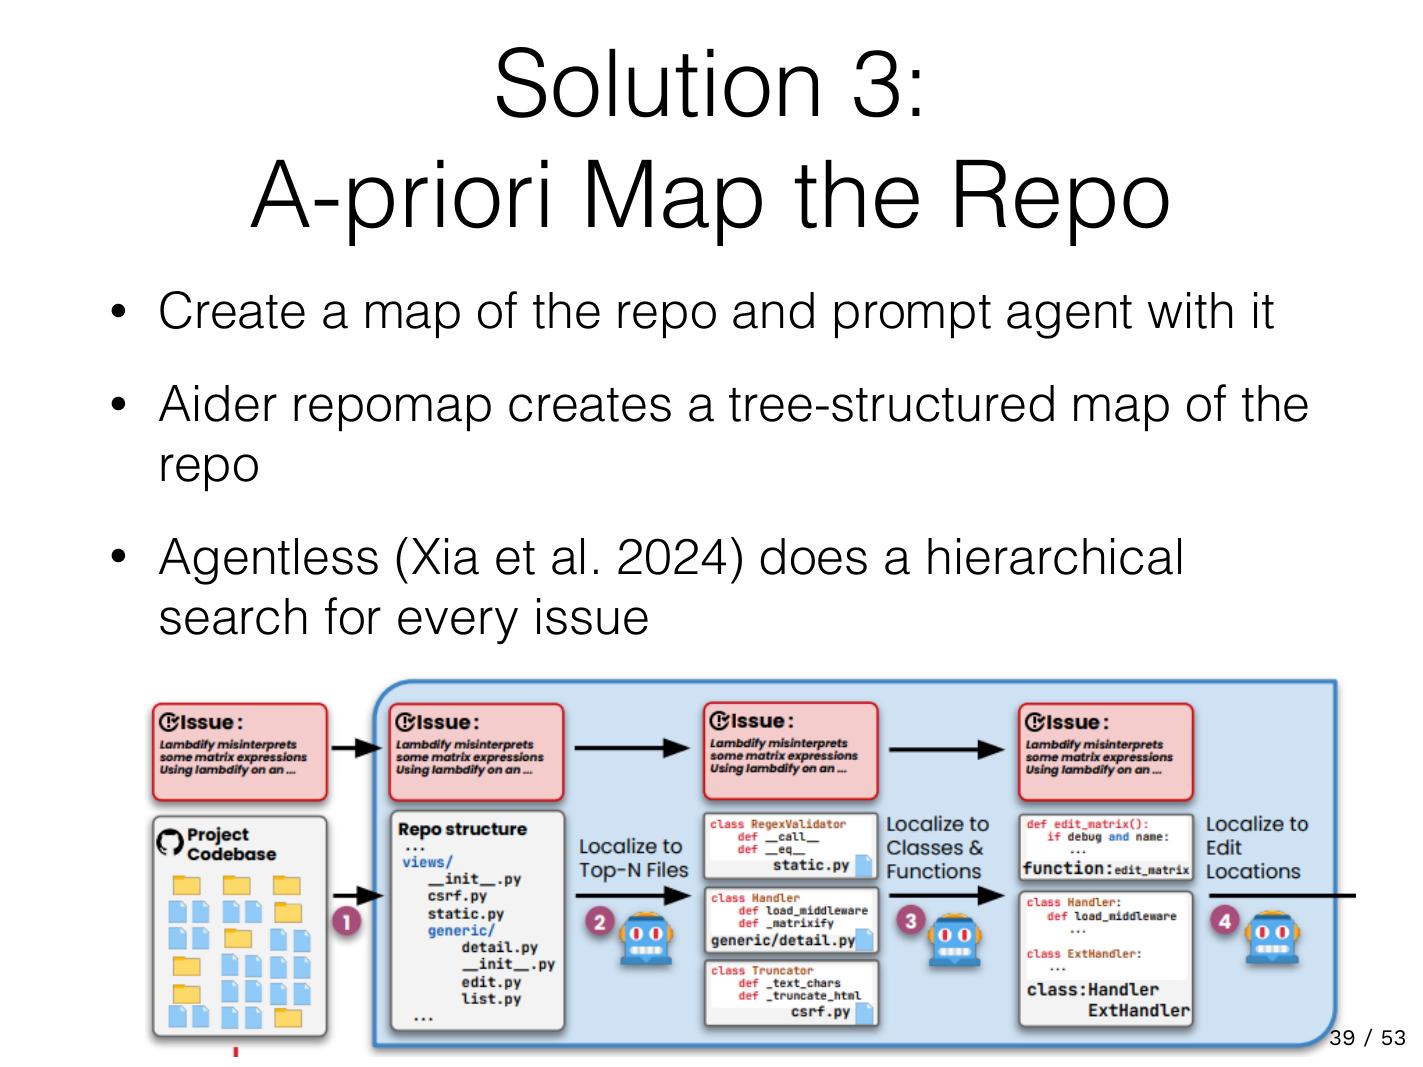 Solution 3:
A-priori Map the Repo
• Create a map of the repo and prompt agent with it
• Aider repomap creates a tree-structured map of the
repo
• Agentless (Xia et al. 2024) does a hierarchical
search for every issue
Issue:
Lambdify misinterprets
some matrix expressions
Using lambdify on an ...
Project
Codebase
1
Issue:
Lambdify misinterprets
some matrix expressions
Using lambdify on an ...
Repo structure
...
views/
__init__.py
csrf.py
static.py
generic/
detail.py
__init__.py
edit.py
list.py
...
Localize to
Top-N Files
2
Issue:
Lambdify misinterprets
some matrix expressions
Using lambdify on an ...
class RegexValidator
def __call__
def __eq__
static.py
class Handler
def load_middleware
def _matrixify
generic/detail.py
class Truncator
def _text_chars
def _truncate_html
csrf.py
Localize to
Classes &
Functions
3
Issue:
Lambdify misinterprets
some matrix expressions
Using lambdify on an ...
def edit_matrix():
if debug and name:
...
function:edit_matrix
class Handler:
def load_middleware
...
class ExtHandler:
...
class:Handler
ExtHandler
Localize to
Edit
Locations
4
39 / 53